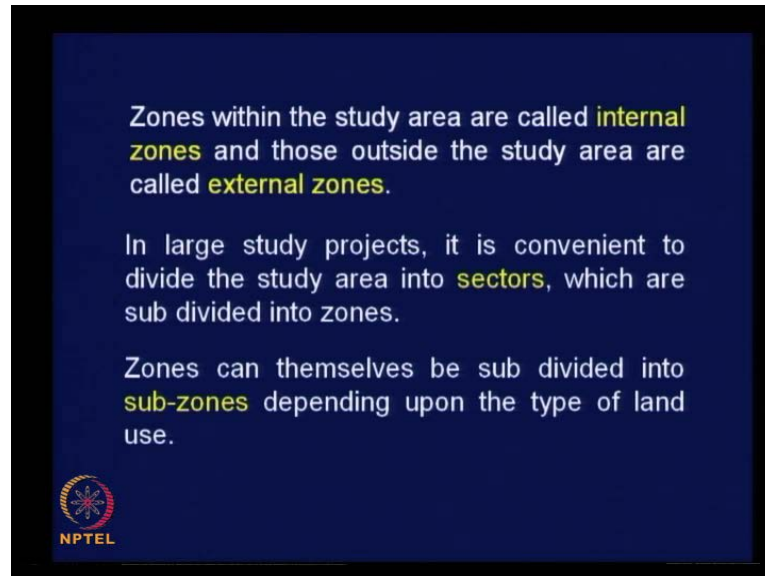 Zones within the study area are called internal
zones and those outside the study area are
called external zones.
In large study projects, it is convenient to
divide the study area into sectors, which are
sub divided into zones.
Zones can themselves be sub divided into
sub-zones depending upon the type of land
use.
NPTEL